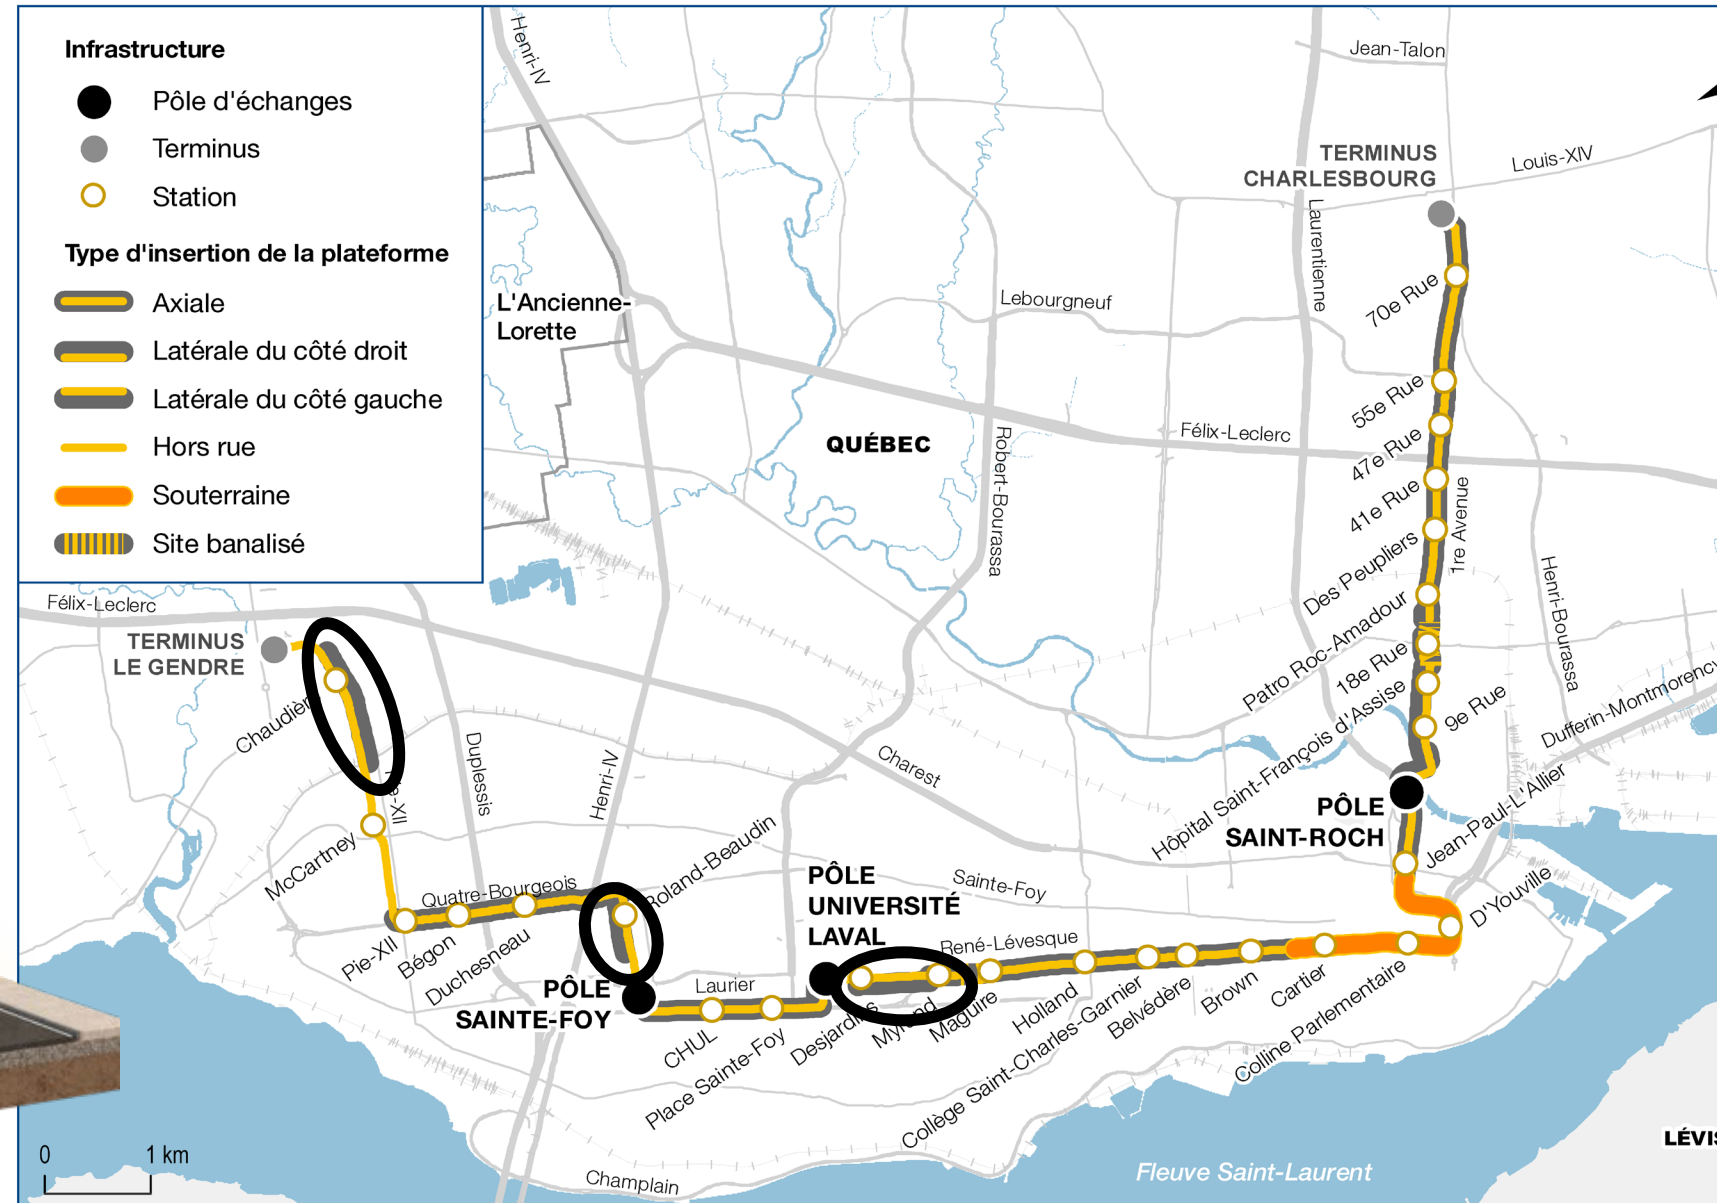 Infrastructure
Pôle d'échanges
Terminus
Station
Type d'insertion de la plateforme
Axiale
Latérale du côté droit
Latérale du côté gauche
Hors rue
Souterraine
Site banalisé
Henri-IV
Jean-Talon
TERMINUS
CHARLESBOURG
Louis-XIV
Laurentienne
L'Ancienne-
Lorette
Lebourgneuf
70e Rue
55e Rue
QUÉBEC
Félix-Leclerc
Robert-Bourassa
47e Rue
41e Rue
1re Avenue
Des Peupliers
Henri-Bourassa
Félix-Leclerc
TERMINUS
LE GENDRE
Patro Roc-Amadour
18e Rue
Hôpital Saint-François d'Assise
9e Rue
Dufferin-Montmorency
Duplessis
Henri-IV
Charest
PÔLE
SAINT-ROCH
Jean-Paul-L'Allier
McCartney
Quatre-Bourgeois
Roland-Beaudin
PÔLE
UNIVERSITÉ
LAVAL
Sainte-Foy
D'Youville
René-Lévesque
Pie-XII
Bégon
Duchesneau
PÔLE
SAINTE-FOY
Laurier
CHUL
Place Sainte-Foy
Desjardins
Maguire
Holland
Collège Saint-Charles-Garnier
Belvédère
Brown
Cartier
Colline Parlementaire
0 1 km
Champlain
Fleuve Saint-Laurent